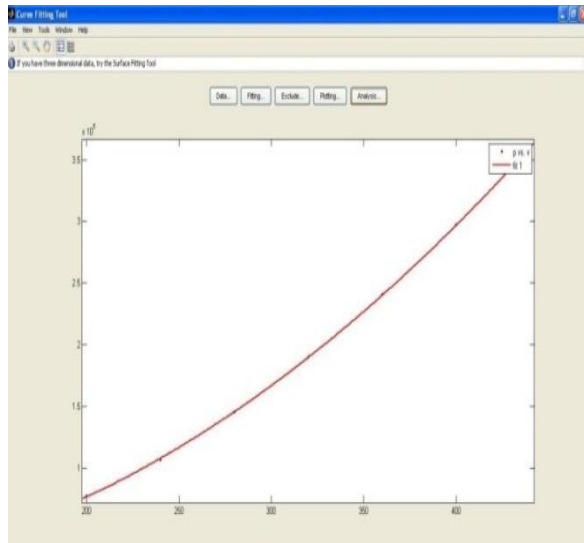 Curve Fitting Tool
File View Tools Window Help
If you have three dimensional data, try the Surface Fitting Tool
Data... Fitting... Exclude... Plotting... Analysis...
x 10
p vs. v
fit 1
3.5
3
2.5
2
1.5
1
200 250 300 350 400